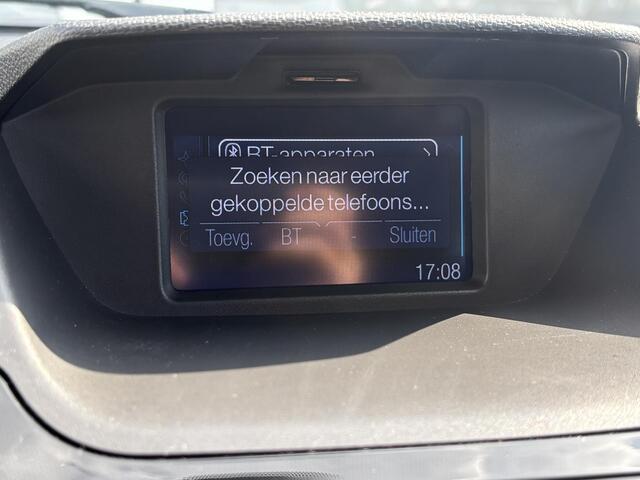 BT-apparaten
Zoeken naar eerder
gekoppelde telefoons...
Toevg. BT - Sluiten
17:08